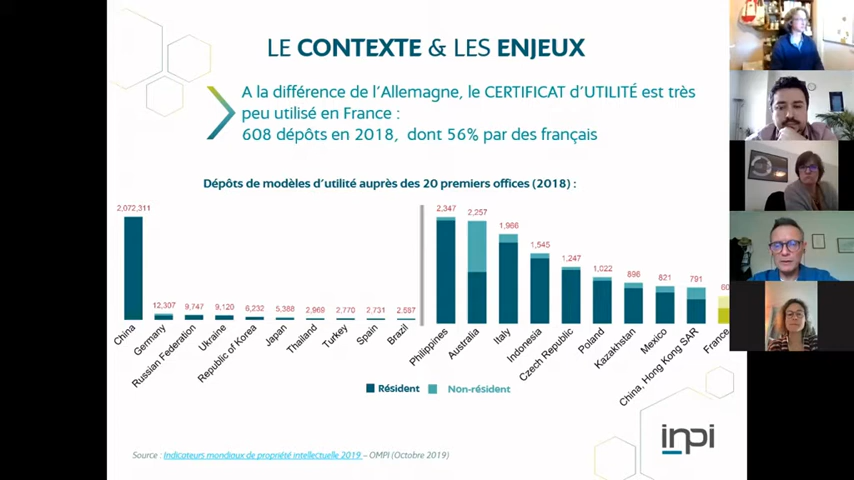 LE CONTEXTE & LES ENJEUX
A la différence de l'Allemagne, le CERTIFICAT d'UTILITÉ est très
peu utilisé en France :
608 dépôts en 2018, dont 56% par des français
Dépôts de modèles d'utilité auprès des 20 premiers offices (2018) :
2,072,311
12,307
9,747
9,120
6,232
5,388
2,969
2,770
2,731
2,587
2,347
2,257
1,966
1,545
1,247
1,022
898
821
791
China
Germany
Russian Federation
Ukraine
Republic of Korea
Japan
Thailand
Turkey
Spain
Brazil
Philippines
Australia
Italy
Indonesia
Czech Republic
Poland
Kazakhstan
Mexico
China, Hong Kong SAR
France
Résident
Non-résident
inpi
Source : Indicateurs mondiaux de propriété intellectuelle 2019 – OMPI (Octobre 2019)